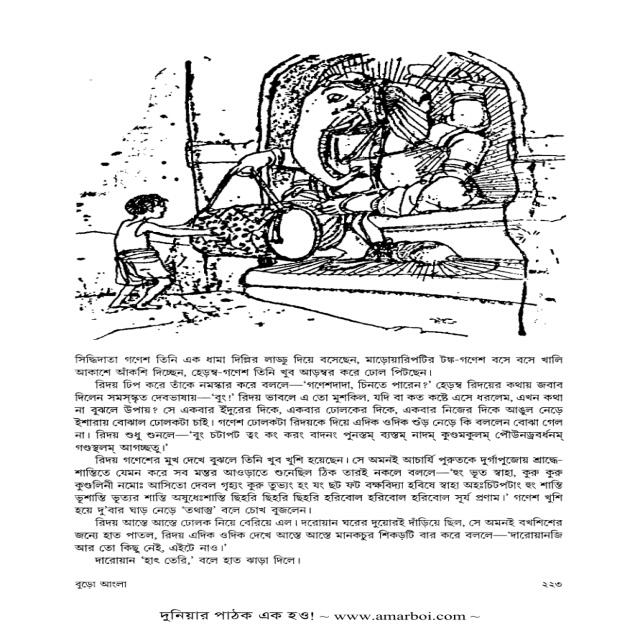 সিদ্ধিদাতা গণেশ তিনি এক ধামা দিল্লির লাড্ডু দিয়ে বসেছেন, মাড়োয়ারিপটির টঙ্ক-গণেশ বসে বসে খালি
আকাশে আঁকশি দিচ্ছেন, হেড়ম্ব-গণেশ তিনি খুব আড়ম্বর করে ঢোল পিটছেন।
রিদয় ঢিপ করে তাঁকে নমস্কার করে বললে—‘গণেশদাদা, চিনতে পারেন?’ হেড়ম্ব রিদয়ের কথায় জবাব
দিলেন সমস্‌স্কৃত দেবভাষায়—‘বুং!’ রিদয় ভাবলে এ তো মুশকিল, যদি বা কত কষ্টে এসে ধরলেম, এখন কথা
না বুঝলে উপায়? সে একবার ইঁদুরের দিকে, একবার ঢোলকের দিকে, একবার নিজের দিকে আঙুল নেড়ে
ইশারায় বোঝাল ঢোলকটা চাই। গণেশ ঢোলকটা রিদয়কে দিয়ে এদিক ওদিক শুঁড় নেড়ে কি বললেন বোঝা গেল
না। রিদয় শুধু শুনলে—‘বুং চটাপট ত্বং কং করং বাদনং পুনস্তম্ ব্যস্তম্ নাদম্ কুণ্ডমকুলম্ পৌউনড্রবর্ধনম্
গণ্ডস্থলম্ আগচ্ছতু।’
রিদয় গণেশের মুখ দেখে বুঝলে তিনি খুব খুশি হয়েছেন। সে অমনই আচার্যি পুরুতকে দুর্গাপুজোয় শ্রাদ্ধে-
শান্তিতে যেমন করে সব মন্তর আওড়াতে শুনেছিল ঠিক তারই নকলে বললে—‘হুং ভূত স্বাহা, কুরু কুরু
কুণ্ডলিনী নমোঃ আসিতো দেবল গৃহ্যং কুরু তুভ্যং হং যং ছট ফট বক্ষবিদ্যা হবিষে স্বাহা অহঃচিটপটাং হুং শান্তি
ভূশান্তি ভুত্যর শান্তি অযুধেঃশান্তি ছিহরি ছিহরি ছিহরি হরিবোল হরিবোল হরিবোল সূর্য প্রণাম।’ গণেশ খুশি
হয়ে দু’বার ঘাড় নেড়ে ‘তথাস্তু’ বলে চোখ বুজলেন।
রিদয় আস্তে আস্তে ঢোলক নিয়ে বেরিয়ে এল। দরোয়ান ঘরের দুয়োরই দাঁড়িয়ে ছিল, সে অমনই বখশিশের
জন্যে হাত পাতল, রিদয় এদিক ওদিক দেখে আস্তে আস্তে মানকচুর শিকড়টি বার করে বললে—‘দারোয়ানজি
আর তো কিছু নেই, এইটে নাও।’
দারোয়ান ‘হাৎ তেরি,’ বলে হাত ঝাড়া দিলে।
বুড়ো আংলা
২২৩
দুনিয়ার পাঠক এক হও! ~ www.amarboi.com ~